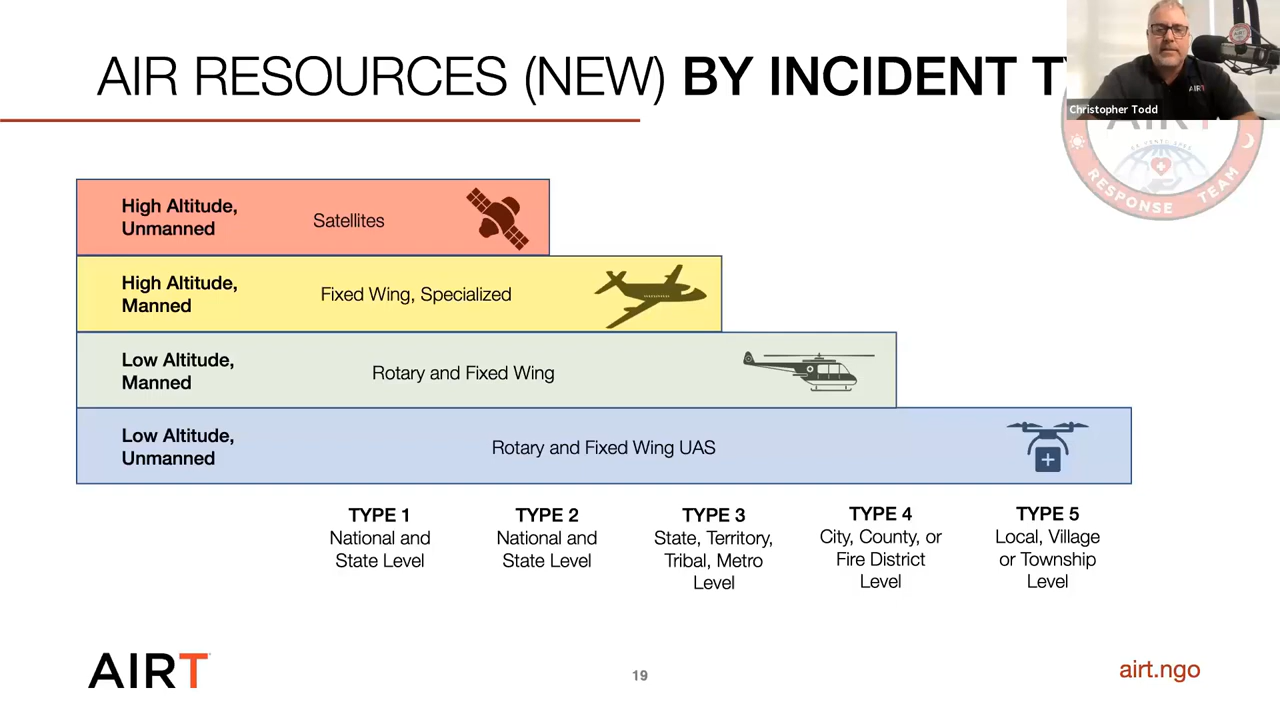 AIR RESOURCES (NEW) BY INCIDENT
Christopher Todd
AIRT
RESPONSE TEAM
High Altitude,
Unmanned
Satellites
High Altitude,
Manned
Fixed Wing, Specialized
Low Altitude,
Manned
Rotary and Fixed Wing
Low Altitude,
Unmanned
Rotary and Fixed Wing UAS
TYPE 1
National and
State Level
TYPE 2
National and
State Level
TYPE 3
State, Territory,
Tribal, Metro
Level
TYPE 4
City, County, or
Fire District
Level
TYPE 5
Local, Village
or Township
Level
AIRT
19
airt.ngo